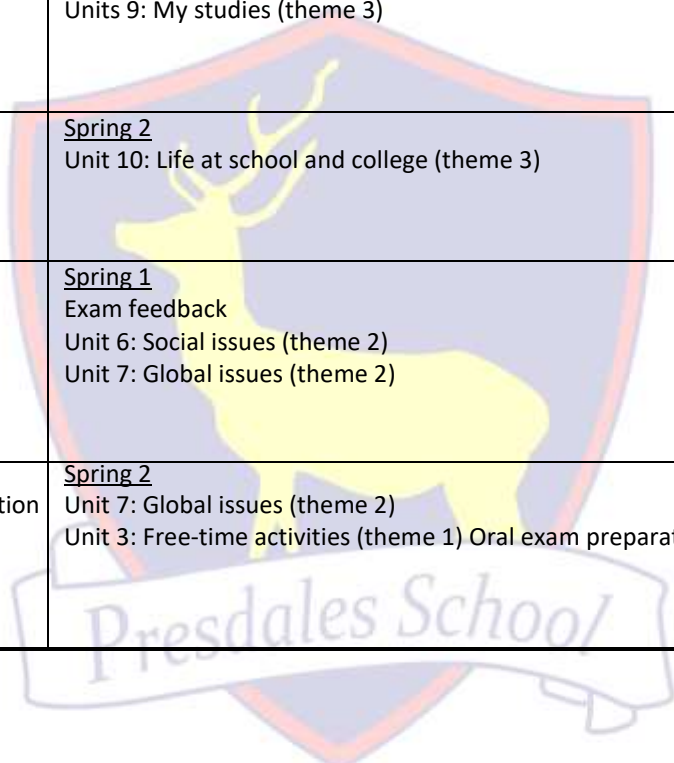 Units 9: My studies (theme 3)
Spring 2
Unit 10: Life at school and college (theme 3)
Spring 1
Exam feedback
Unit 6: Social issues (theme 2)
Unit 7: Global issues (theme 2)
Spring 2
Unit 7: Global issues (theme 2)
Unit 3: Free-time activities (theme 1) Oral exam
Presdales School